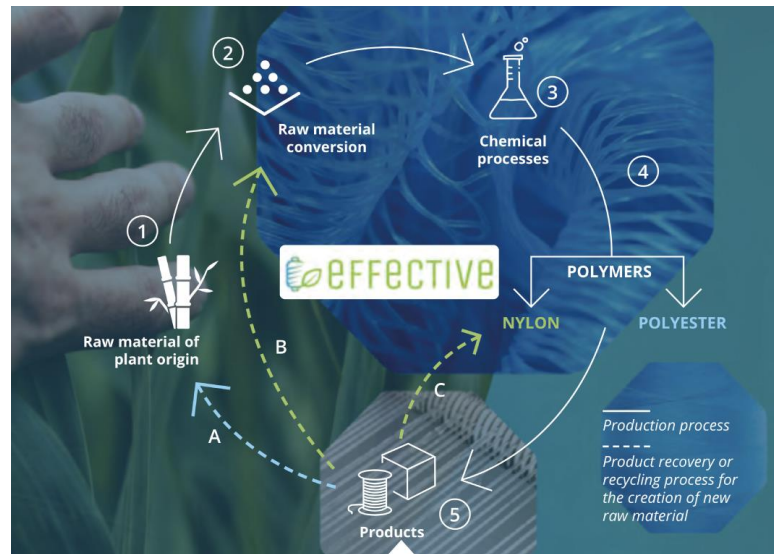 2
Raw material
conversion
3
Chemical
processes
4
1
Raw material of
plant origin
effective
POLYMERS
NYLON
POLYESTER
B
C
A
Production process
Product recovery or
recycling process for
the creation of new
raw material
5
Products